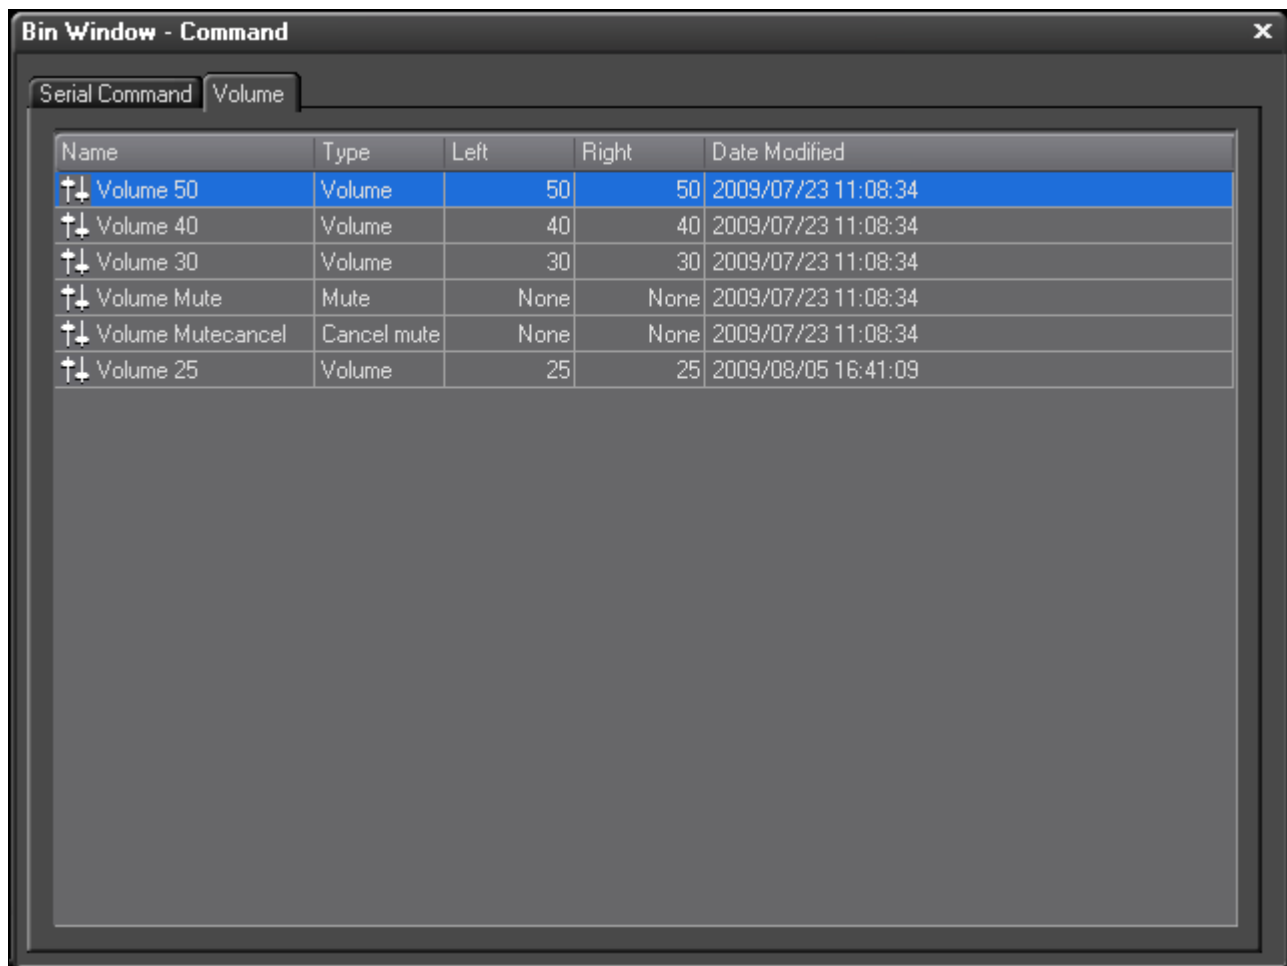 Bin Window - Command
Serial Command Volume
Name Type Left Right Date Modified
Volume 50 Volume 50 50 2009/07/23 11:08:34
Volume 40 Volume 40 40 2009/07/23 11:08:34
Volume 30 Volume 30 30 2009/07/23 11:08:34
Volume Mute Mute None None 2009/07/23 11:08:34
Volume Mutecancel Cancel mute None None 2009/07/23 11:08:34
Volume 25 Volume 25 25 2009/08/05 16:41:09